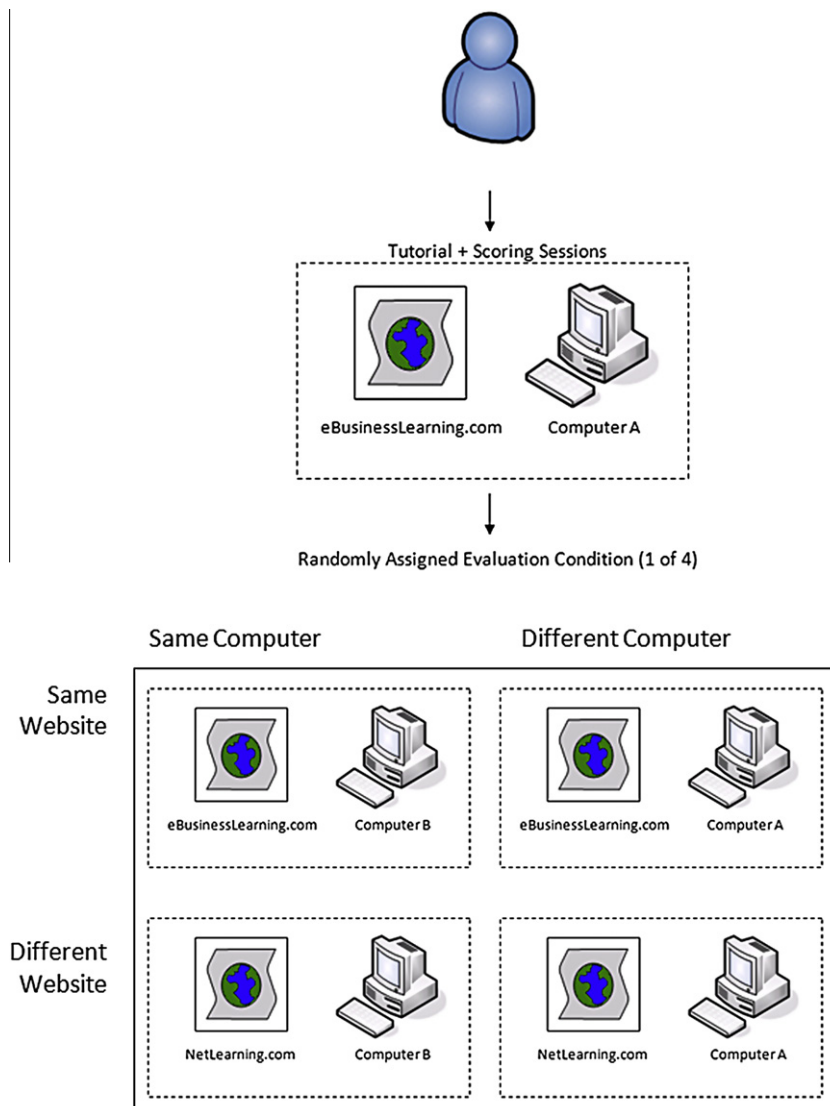 Tutorial + Scoring Sessions
eBusinessLearning.com
Computer A
Randomly Assigned Evaluation Condition (1 of 4)
Same Computer
Different Computer
Same
Website
eBusinessLearning.com
Computer B
eBusinessLearning.com
Computer A
Different
Website
NetLearning.com
Computer B
NetLearning.com
Computer A